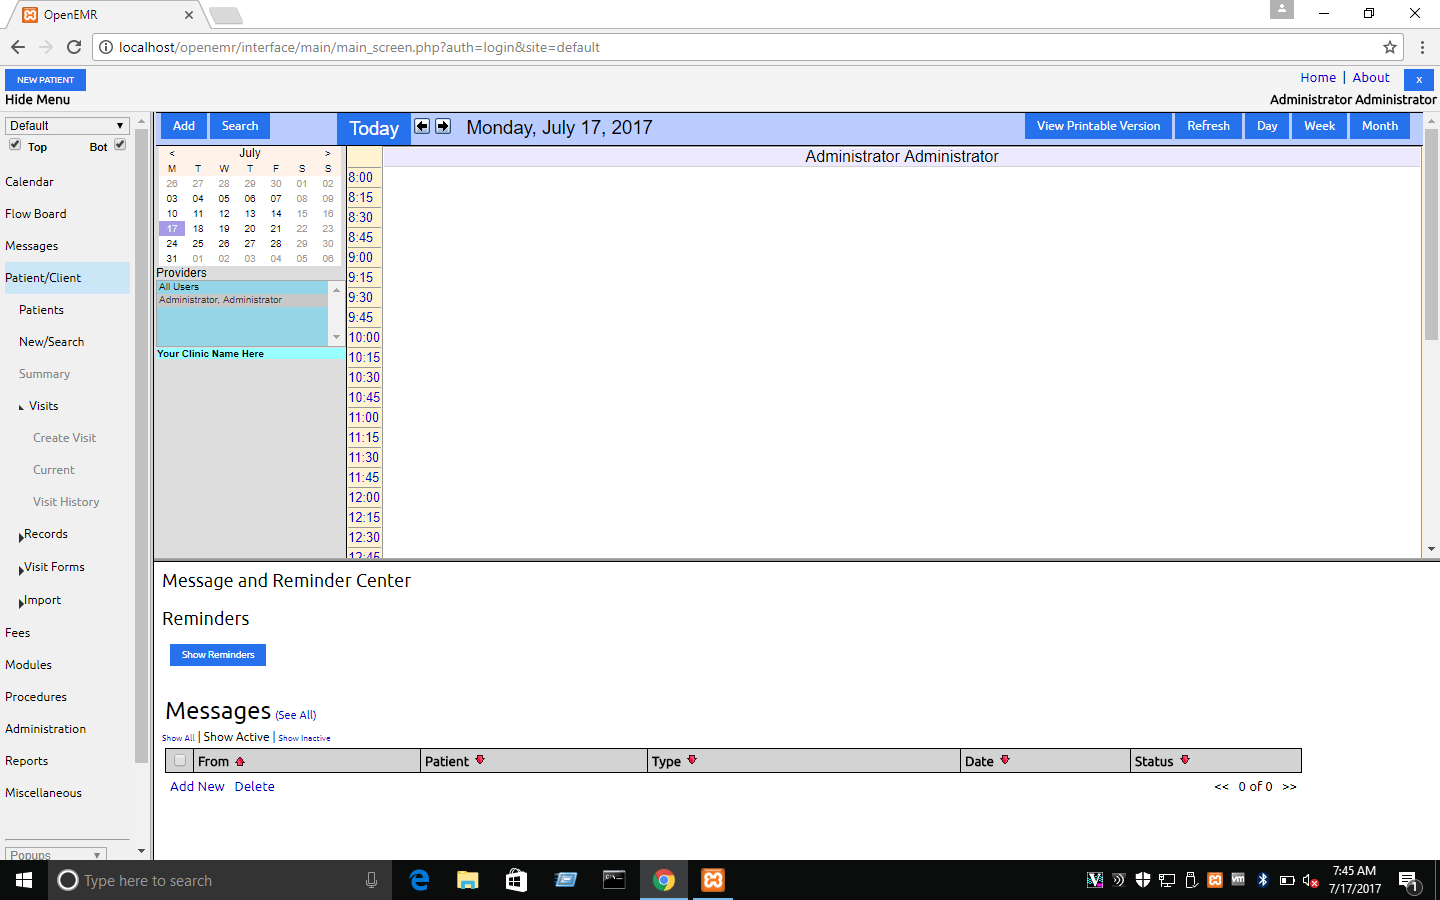 OpenEMR
localhost/openemr/interface/main/main_screen.php?auth=login&site=default
NEW PATIENT
Home | About x
Hide Menu
Administrator Administrator
Default
Top Bot
Calendar
Flow Board
Messages
Patient/Client
Patients
New/Search
Summary
Visits
Create Visit
Current
Visit History
Records
Visit Forms
Import
Fees
Modules
Procedures
Administration
Reports
Miscellaneous
Popups
Add Search Today Monday, July 17, 2017 View Printable Version Refresh Day Week Month
< July >
M T W T F S S
26 27 28 29 30 01 02
03 04 05 06 07 08 09
10 11 12 13 14 15 16
17 18 19 20 21 22 23
24 25 26 27 28 29 30
31 01 02 03 04 05 06
Providers
All Users
Administrator, Administrator
Your Clinic Name Here
Administrator Administrator
8:00
8:15
8:30
8:45
9:00
9:15
9:30
9:45
10:00
10:15
10:30
10:45
11:00
11:15
11:30
11:45
12:00
12:15
12:30
12:45
Message and Reminder Center
Reminders
Show Reminders
Messages (See All)
Show All | Show Active | Show Inactive
From Patient Type Date Status
Add New Delete << 0 of 0 >>
Type here to search
7:45 AM
7/17/2017
1